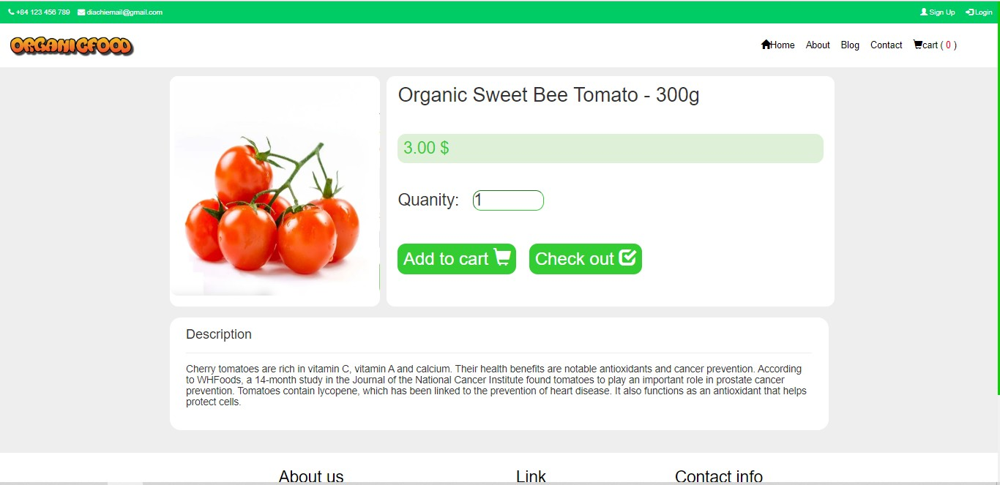 +84 123 456 789 diachiemail@gmail.com Sign Up Login
ORGANICFOOD Home About Blog Contact cart ( 0 )
Organic Sweet Bee Tomato - 300g
3.00 $
Quanity: 1
Add to cart Check out
Description
Cherry tomatoes are rich in vitamin C, vitamin A and calcium. Their health benefits are notable antioxidants and cancer prevention. According
to WHFoods, a 14-month study in the Journal of the National Cancer Institute found tomatoes to play an important role in prostate cancer
prevention. Tomatoes contain lycopene, which has been linked to the prevention of heart disease. It also functions as an antioxidant that helps
protect cells.
About us Link Contact info